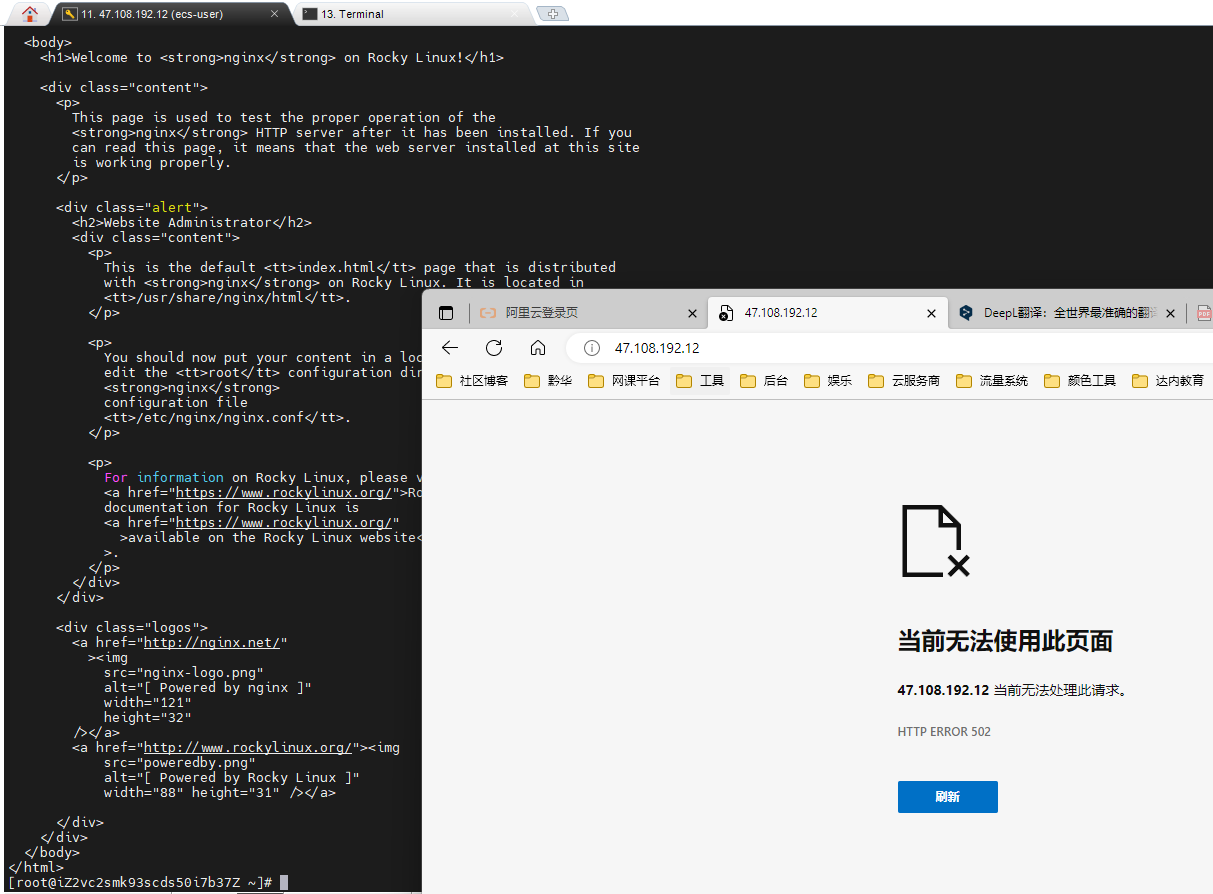 11. 47.108.192.12 (ecs-user)
13. Terminal
<body>
<h1>Welcome to <strong>nginx</strong> on Rocky Linux!</h1>
<div class="content">
<p>
This page is used to test the proper operation of the
<strong>nginx</strong> HTTP server after it has been installed. If you
can read this page, it means that the web server installed at this site
is working properly.
</p>
<div class="alert">
<h2>Website Administrator</h2>
<div class="content">
<p>
This is the default <tt>index.html</tt> page that is distributed
with <strong>nginx</strong> on Rocky Linux. It is located in
<tt>/usr/share/nginx/html</tt>.
</p>
<p>
You should now put your content in a loc
edit the <tt>root</tt> configuration dir
<strong>nginx</strong>
configuration file
<tt>/etc/nginx/nginx.conf</tt>.
</p>
<p>
For information on Rocky Linux, please v
<a href="https://www.rockylinux.org/">Ro
documentation for Rocky Linux is
<a href="https://www.rockylinux.org/"
>available on the Rocky Linux website<
>.
</p>
</div>
</div>
<div class="logos">
<a href="http://nginx.net/"
><img
src="nginx-logo.png"
alt="[ Powered by nginx ]"
width="121"
height="32"
/></a>
<a href="http://www.rockylinux.org/"><img
src="poweredby.png"
alt="[ Powered by Rocky Linux ]"
width="88" height="31" /></a>
</div>
</div>
</body>
</html>
[root@iZ2vc2smk93scds50i7b37Z ~]#
阿里云登录页
47.108.192.12
DeepL翻译：全世界最准确的翻译
PDF
47.108.192.12
社区博客 黔华 网课平台 工具 后台 娱乐 云服务商 流量系统 颜色工具 达内教育
当前无法使用此页面
47.108.192.12 当前无法处理此请求。
HTTP ERROR 502
刷新